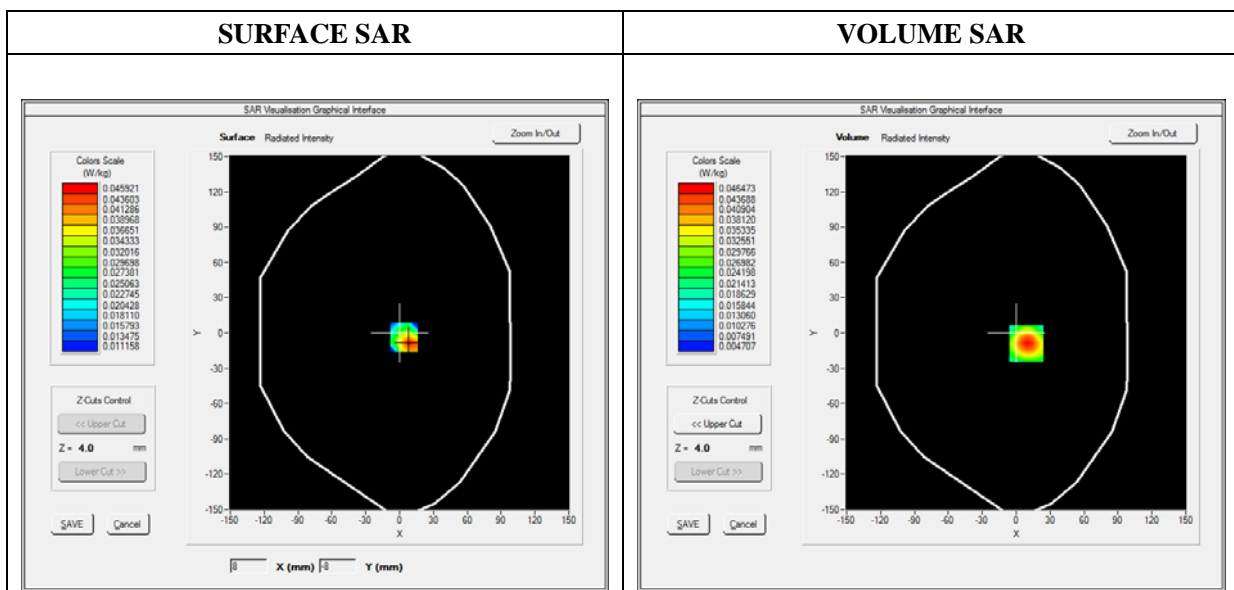 SURFACE SAR
VOLUME SAR
SAR Visualisation Graphical Interface
Surface Radiated Intensity
Zoom In/Out
Colors Scale
(W/kg)
0.045921
0.043603
0.041286
0.038968
0.036651
0.034333
0.032016
0.029698
0.027381
0.025063
0.022745
0.020428
0.018110
0.015793
0.013475
0.011158
150
120
90
60
30
0
-30
-60
-90
-120
-150
Y
-150 -120 -90 -60 -30 0 30 60 90 120 150
X
Z-Cuts Control
<< Upper Cut
Z = 4.0 mm
Lower Cut >>
SAVE Cancel
8 X (mm) -8 Y (mm)
SAR Visualisation Graphical Interface
Volume Radiated Intensity
Zoom In/Out
Colors Scale
(W/kg)
0.046473
0.043688
0.040904
0.038120
0.035335
0.032551
0.029766
0.026982
0.024198
0.021413
0.018629
0.015844
0.013060
0.010276
0.007491
0.004707
150
120
90
60
30
0
-30
-60
-90
-120
-150
Y
-150 -120 -90 -60 -30 0 30 60 90 120 150
X
Z-Cuts Control
<< Upper Cut
Z = 4.0 mm
Lower Cut >>
SAVE Cancel